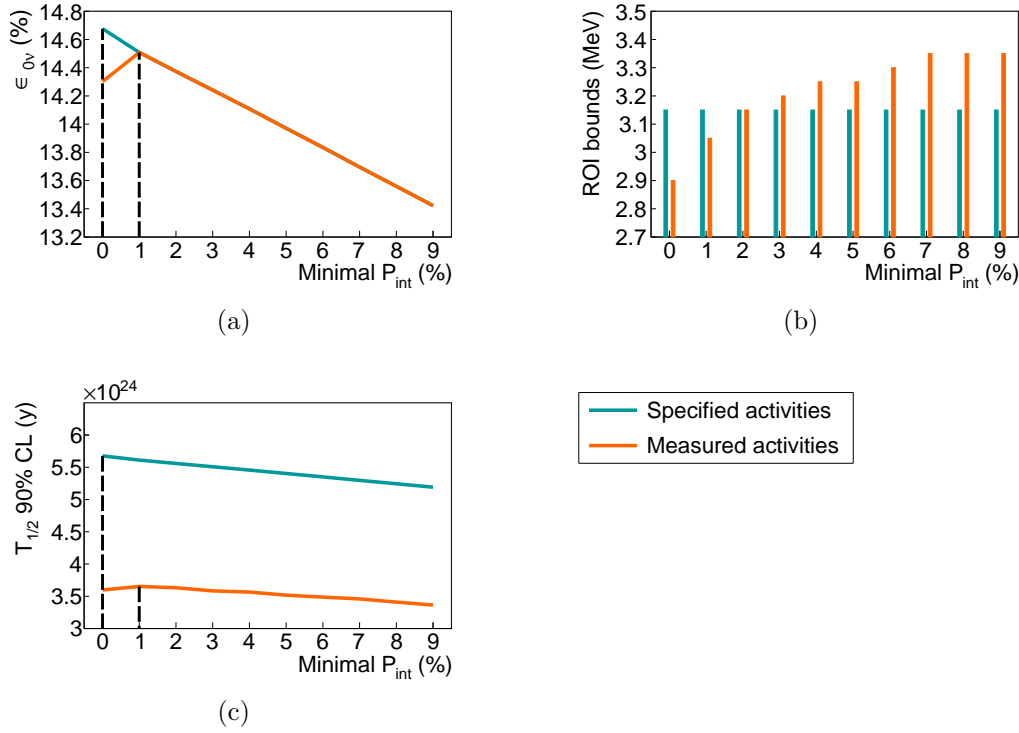 ϵ 0ν (%)
14.8
14.6
14.4
14.2
14
13.8
13.6
13.4
13.2
0 1 2 3 4 5 6 7 8 9
Minimal P int (%)
(a)
ROI bounds (MeV)
3.5
3.4
3.3
3.2
3.1
3
2.9
2.8
2.7
0 1 2 3 4 5 6 7 8 9
Minimal P int (%)
(b)
×10 24
T 1/2 90% CL (y)
6
5.5
5
4.5
4
3.5
3
0 1 2 3 4 5 6 7 8 9
Minimal P int (%)
(c)
Specified activities
Measured activities